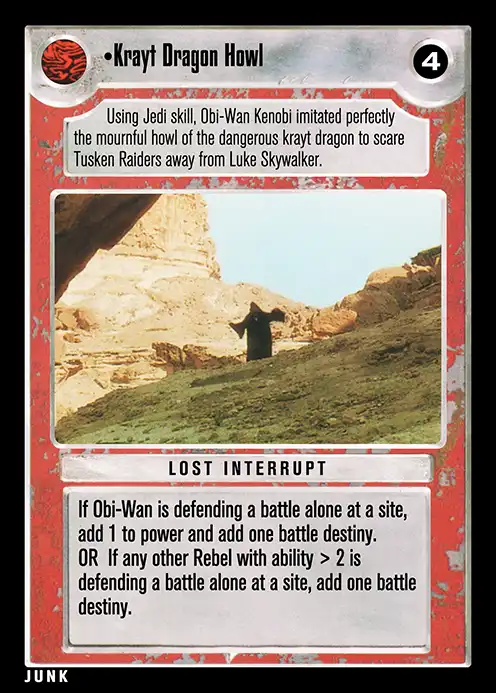 •Krayt Dragon Howl
4
Using Jedi skill, Obi-Wan Kenobi imitated perfectly
the mournful howl of the dangerous krayt dragon to scare
Tusken Raiders away from Luke Skywalker.
LOST INTERRUPT
If Obi-Wan is defending a battle alone at a site,
add 1 to power and add one battle destiny.
OR If any other Rebel with ability > 2 is
defending a battle alone at a site, add one battle
destiny.
JUNK